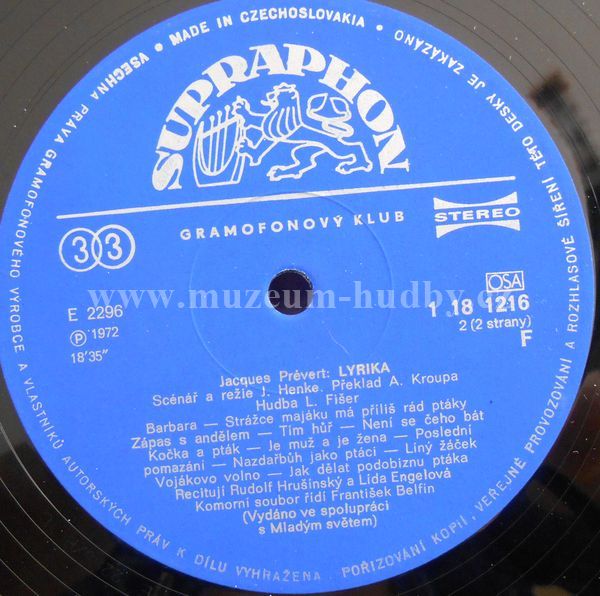 VŠECHNA PRÁVA GRAMOFONOVÉHO VÝROBCE A VLASTNÍKŮ AUTORSKÝCH PRÁV K DÍLU VYHRAŽENA. POŘIZOVÁNÍ KOPIÍ, VEŘEJNÉ PROVOZOVÁNÍ A ROZHLASOVÉ ŠÍŘENÍ TÉTO DESKY JE ZAKÁZÁNO • MADE IN CZECHOSLOVAKIA •
SUPRAPHON
GRAMOFONOVÝ KLUB
STEREO
33
OSA
www.muzeum-hudby.cz
E 2296
1 18 1216
Ⓟ 1972
2 (2 strany)
18'35"
F
Jacques Prévert: LYRIKA
Scénář a režie J. Henke. Překlad A. Kroupa
Hudba L. Fišer
Barbara — Strážce majáku má příliš rád ptáky
Zápas s andělem — Tím hůř — Není se čeho bát
Kočka a pták — Je muž a je žena — Poslední
pomazání — Nazdařbůh jako ptáci — Líný žáček
Vojákovo volno — Jak dělat podobiznu ptáka
Recitují Rudolf Hrušínský a Lída Engelová
Komorní soubor řídí František Belfín
(Vydáno ve spolupráci
s Mladým světem)